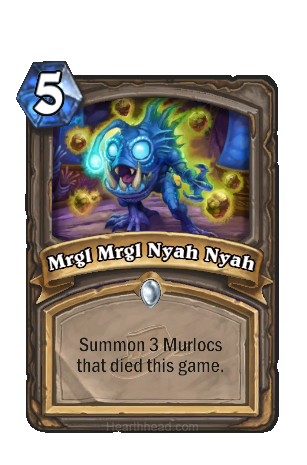 5
Mrgl Mrgl Nyah Nyah
Summon 3 Murlocs
that died this game.
Hearthhead.com